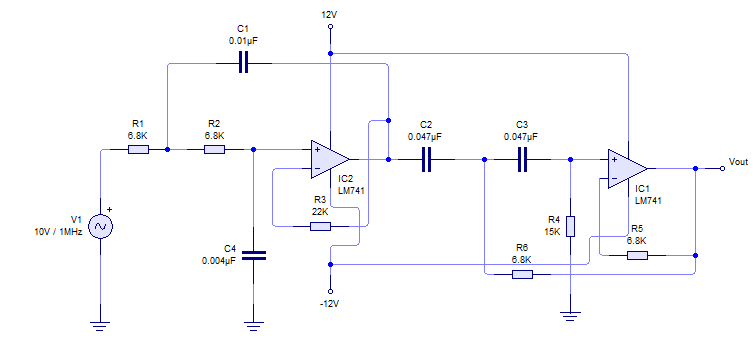 12V
C1
0.01µF
R1
6.8K
R2
6.8K
C2
0.047µF
C3
0.047µF
+
−
IC2
LM741
+
−
IC1
LM741
Vout
R3
22K
+
V1
10V / 1MHz
R4
15K
R5
6.8K
C4
0.004µF
R6
6.8K
-12V